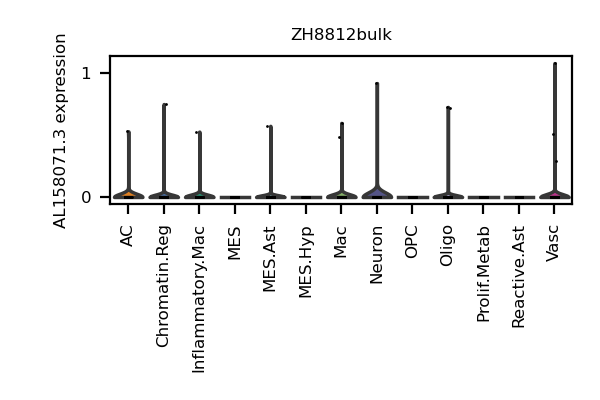 ZH8812bulk
AL158071.3 expression
1
0
AC
Chromatin.Reg
Inflammatory.Mac
MES
MES.Ast
MES.Hyp
Mac
Neuron
OPC
Oligo
Prolif.Metab
Reactive.Ast
Vasc